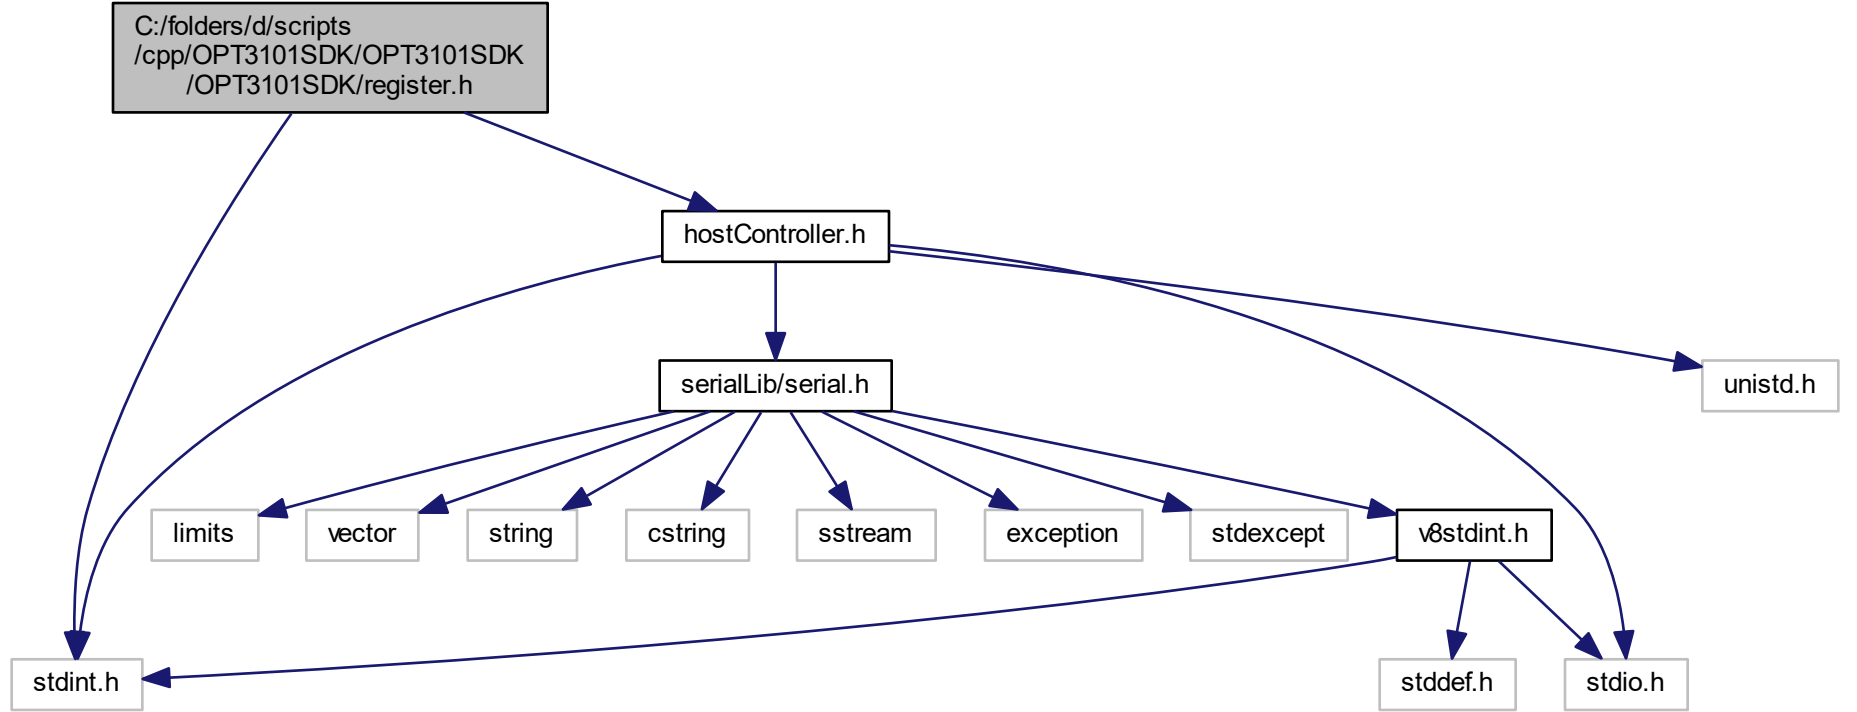 C:/folders/d/scripts
/cpp/OPT3101SDK/OPT3101SDK
/OPT3101SDK/register.h
hostController.h
serialLib/serial.h
unistd.h
limits
vector
string
cstring
sstream
exception
stdexcept
v8stdint.h
stdint.h
stddef.h
stdio.h